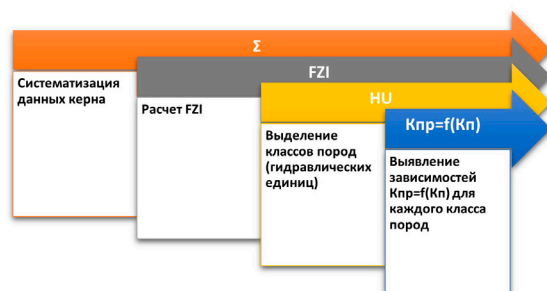 Σ
Систематизация
данных керна
FZI
Расчет FZI
HU
Выделение
классов пород
(гидравлических
единиц)
Кпр=f(Кп)
Выявление
зависимостей
Кпр=f(Кп) для
каждого класса
пород